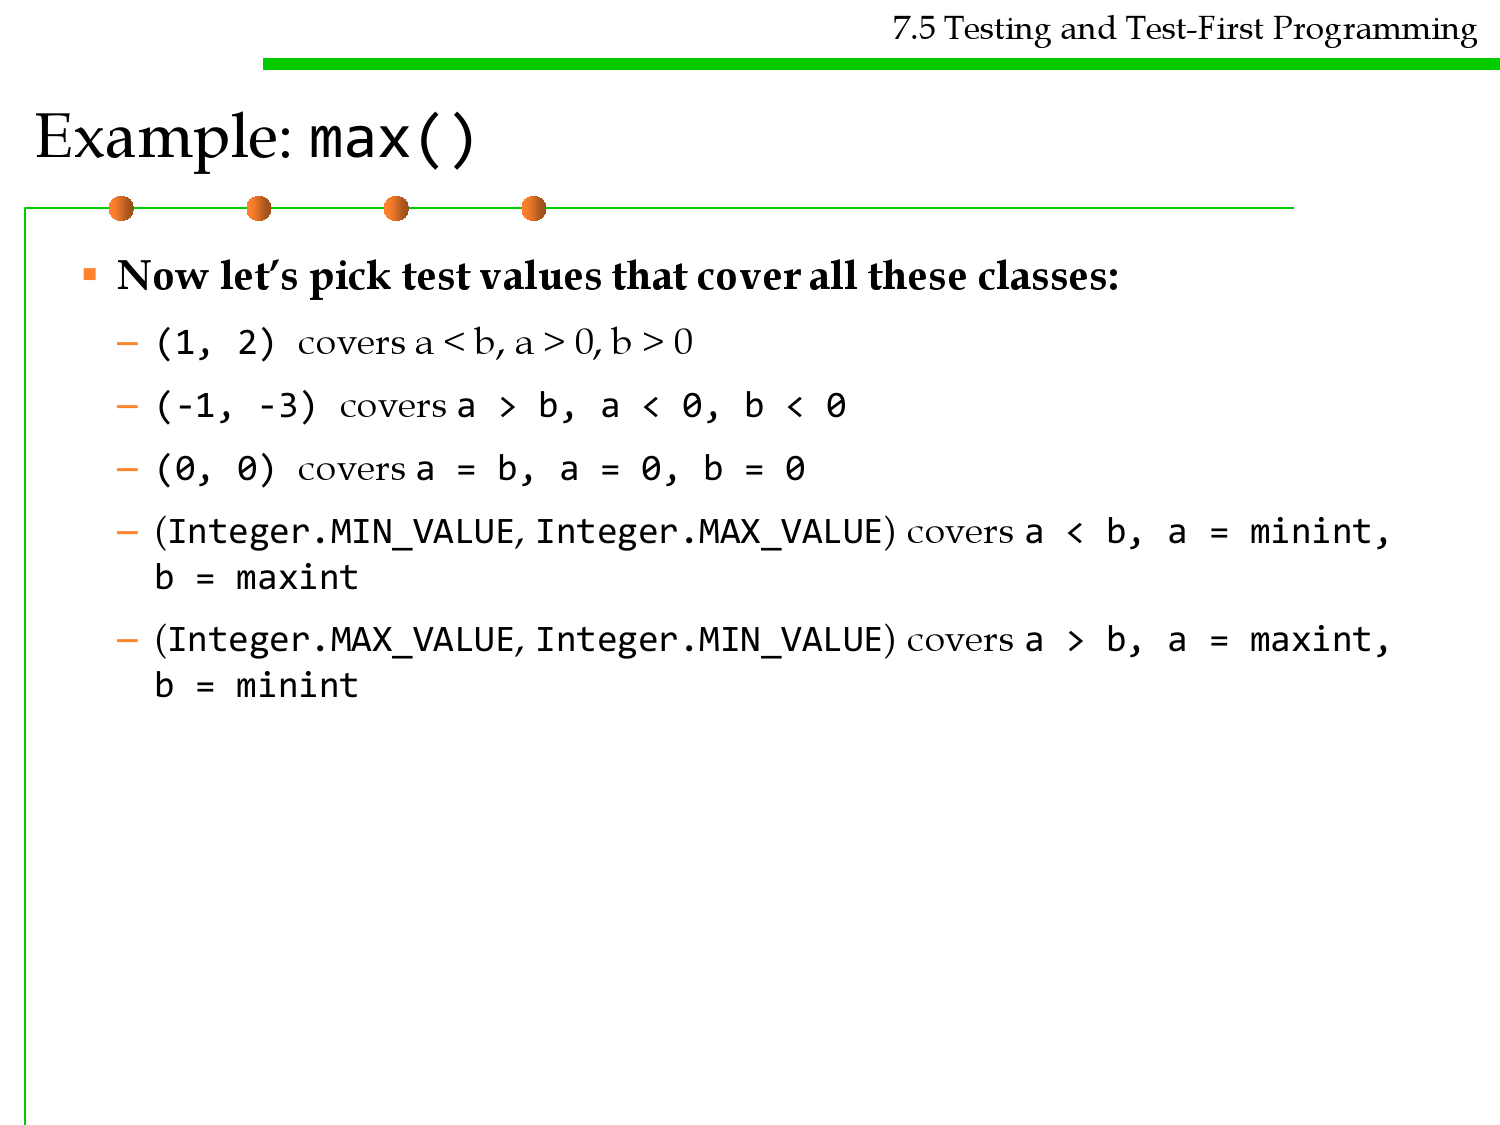 7.5 Testing and Test-First Programming
Example: max()
▪ Now let’s pick test values that cover all these classes:
– (1, 2) covers a < b, a > 0, b > 0
– (-1, -3) covers a > b, a < 0, b < 0
– (0, 0) covers a = b, a = 0, b = 0
– (Integer.MIN_VALUE, Integer.MAX_VALUE) covers a < b, a = minint,
b = maxint
– (Integer.MAX_VALUE, Integer.MIN_VALUE) covers a > b, a = maxint,
b = minint